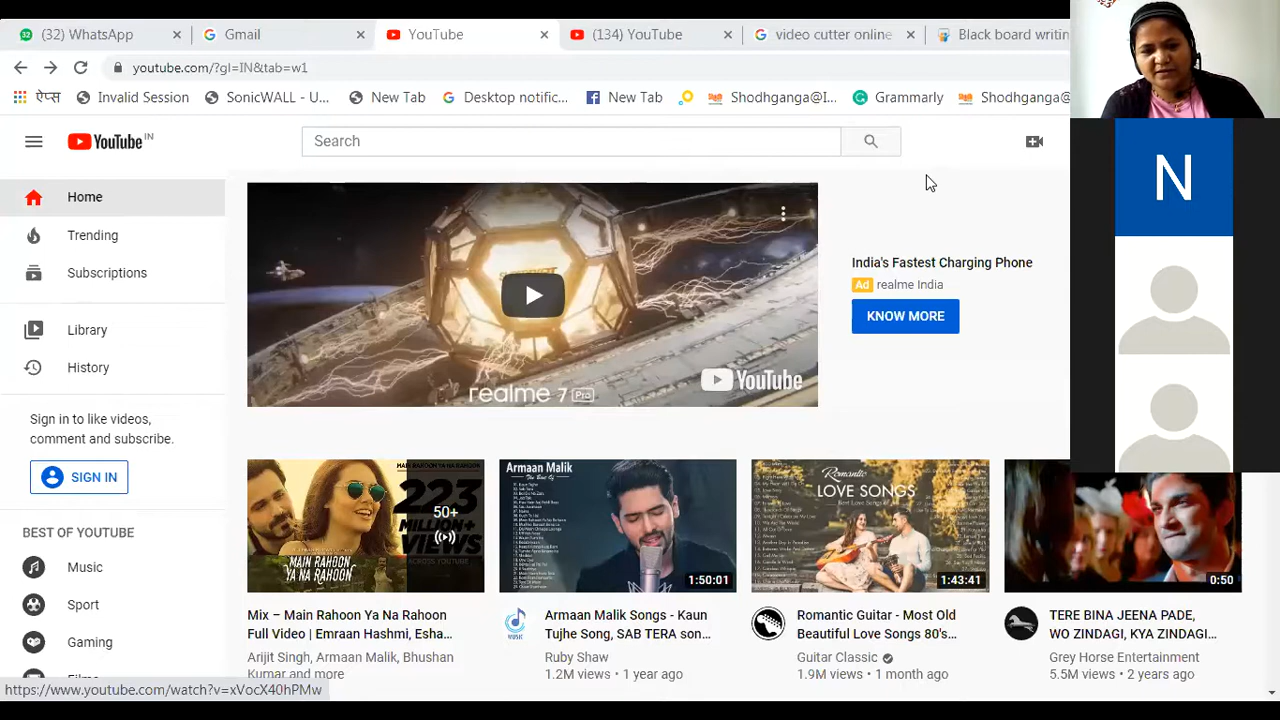 (32) WhatsApp
Gmail
YouTube
(134) YouTube
video cutter online
Black board writin
youtube.com/?gl=IN&tab=w1
ऐप्स
Invalid Session
SonicWALL - U...
New Tab
Desktop notific...
New Tab
Shodhganga@I...
Grammarly
Shodhganga@
YouTube IN
Search
N
Home
Trending
Subscriptions
Library
History
Sign in to like videos,
comment and subscribe.
SIGN IN
BEST OF YOUTUBE
Music
Sport
Gaming
realme 7 Pro
YouTube
India's Fastest Charging Phone
Ad realme India
KNOW MORE
MAIN RAHOON YA NA RAHOON
223
MILLION+
VIEWS
ACROSS YOUTUBE
MAIN RAHOON
YA NA RAHOON
50+
Mix – Main Rahoon Ya Na Rahoon
Full Video | Emraan Hashmi, Esha...
Arijit Singh, Armaan Malik, Bhushan
Kumar and more
Armaan Malik
1:50:01
Armaan Malik Songs - Kaun
Tujhe Song, SAB TERA son...
Ruby Shaw
1.2M views • 1 year ago
Romantic
LOVE SONGS
1:43:41
Romantic Guitar - Most Old
Beautiful Love Songs 80's...
Guitar Classic
1.9M views • 1 month ago
0:50
TERE BINA JEENA PADE,
WO ZINDAGI, KYA ZINDAGI...
Grey Horse Entertainment
5.5M views • 2 years ago
https://www.youtube.com/watch?v=xVocX40hPMw